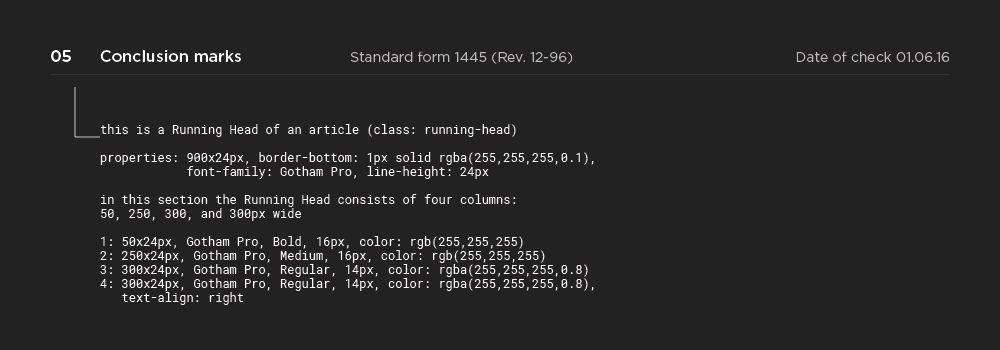 05 Conclusion marks Standard form 1445 (Rev. 12-96) Date of check 01.06.16
this is a Running Head of an article (class: running-head)
properties: 900x24px, border-bottom: 1px solid rgba(255,255,255,0.1),
font-family: Gotham Pro, line-height: 24px
in this section the Running Head consists of four columns:
50, 250, 300, and 300px wide
1: 50x24px, Gotham Pro, Bold, 16px, color: rgb(255,255,255)
2: 250x24px, Gotham Pro, Medium, 16px, color: rgb(255,255,255)
3: 300x24px, Gotham Pro, Regular, 14px, color: rgba(255,255,255,0.8)
4: 300x24px, Gotham Pro, Regular, 14px, color: rgba(255,255,255,0.8),
text-align: right